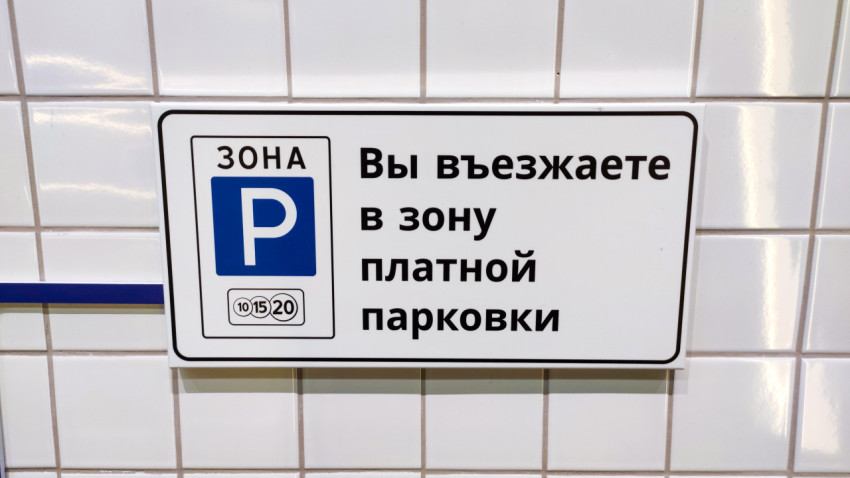 ЗОНА
P
10 15 20
Вы въезжаете
в зону
платной
парковки